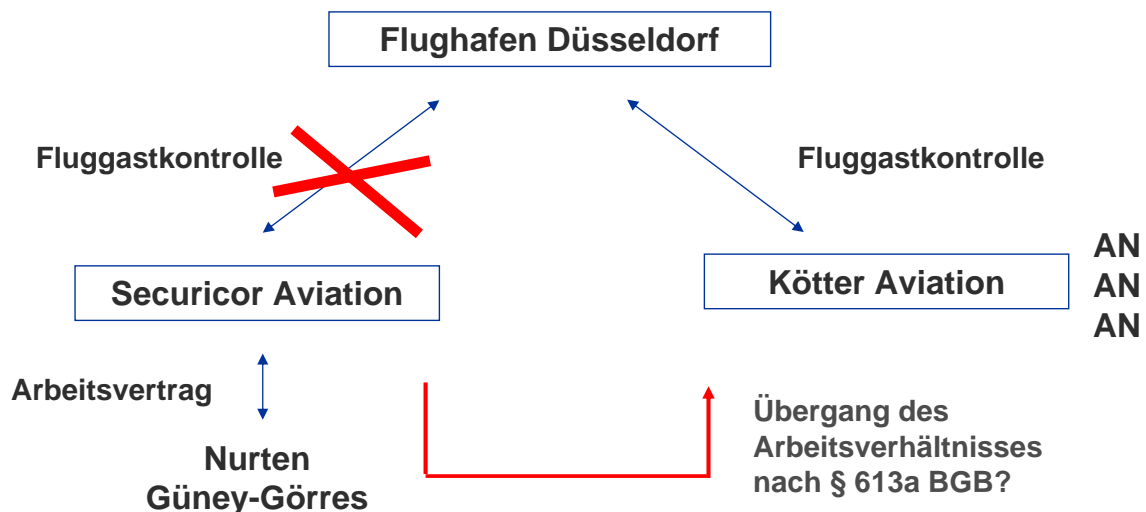 Flughafen Düsseldorf
Fluggastkontrolle
Fluggastkontrolle
Securicor Aviation
Kötter Aviation
AN
AN
AN
Arbeitsvertrag
Nurten
Güney-Görres
Übergang des
Arbeitsverhältnisses
nach § 613a BGB?